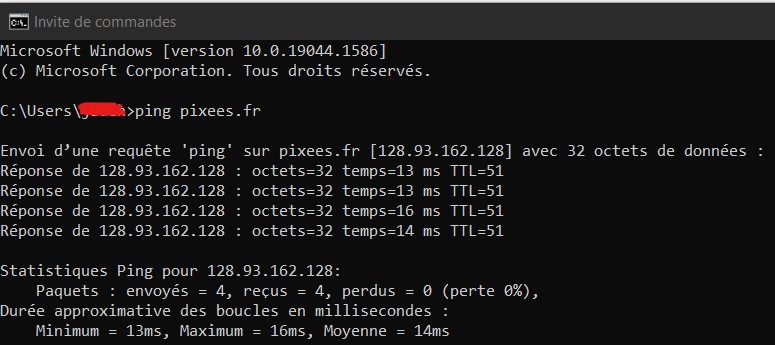 Invite de commandes
Microsoft Windows [version 10.0.19044.1586]
(c) Microsoft Corporation. Tous droits réservés.
C:\Users\>ping pixees.fr
Envoi d’une requête 'ping' sur pixees.fr [128.93.162.128] avec 32 octets de données :
Réponse de 128.93.162.128 : octets=32 temps=13 ms TTL=51
Réponse de 128.93.162.128 : octets=32 temps=13 ms TTL=51
Réponse de 128.93.162.128 : octets=32 temps=16 ms TTL=51
Réponse de 128.93.162.128 : octets=32 temps=14 ms TTL=51
Statistiques Ping pour 128.93.162.128:
Paquets : envoyés = 4, reçus = 4, perdus = 0 (perte 0%),
Durée approximative des boucles en millisecondes :
Minimum = 13ms, Maximum = 16ms, Moyenne = 14ms